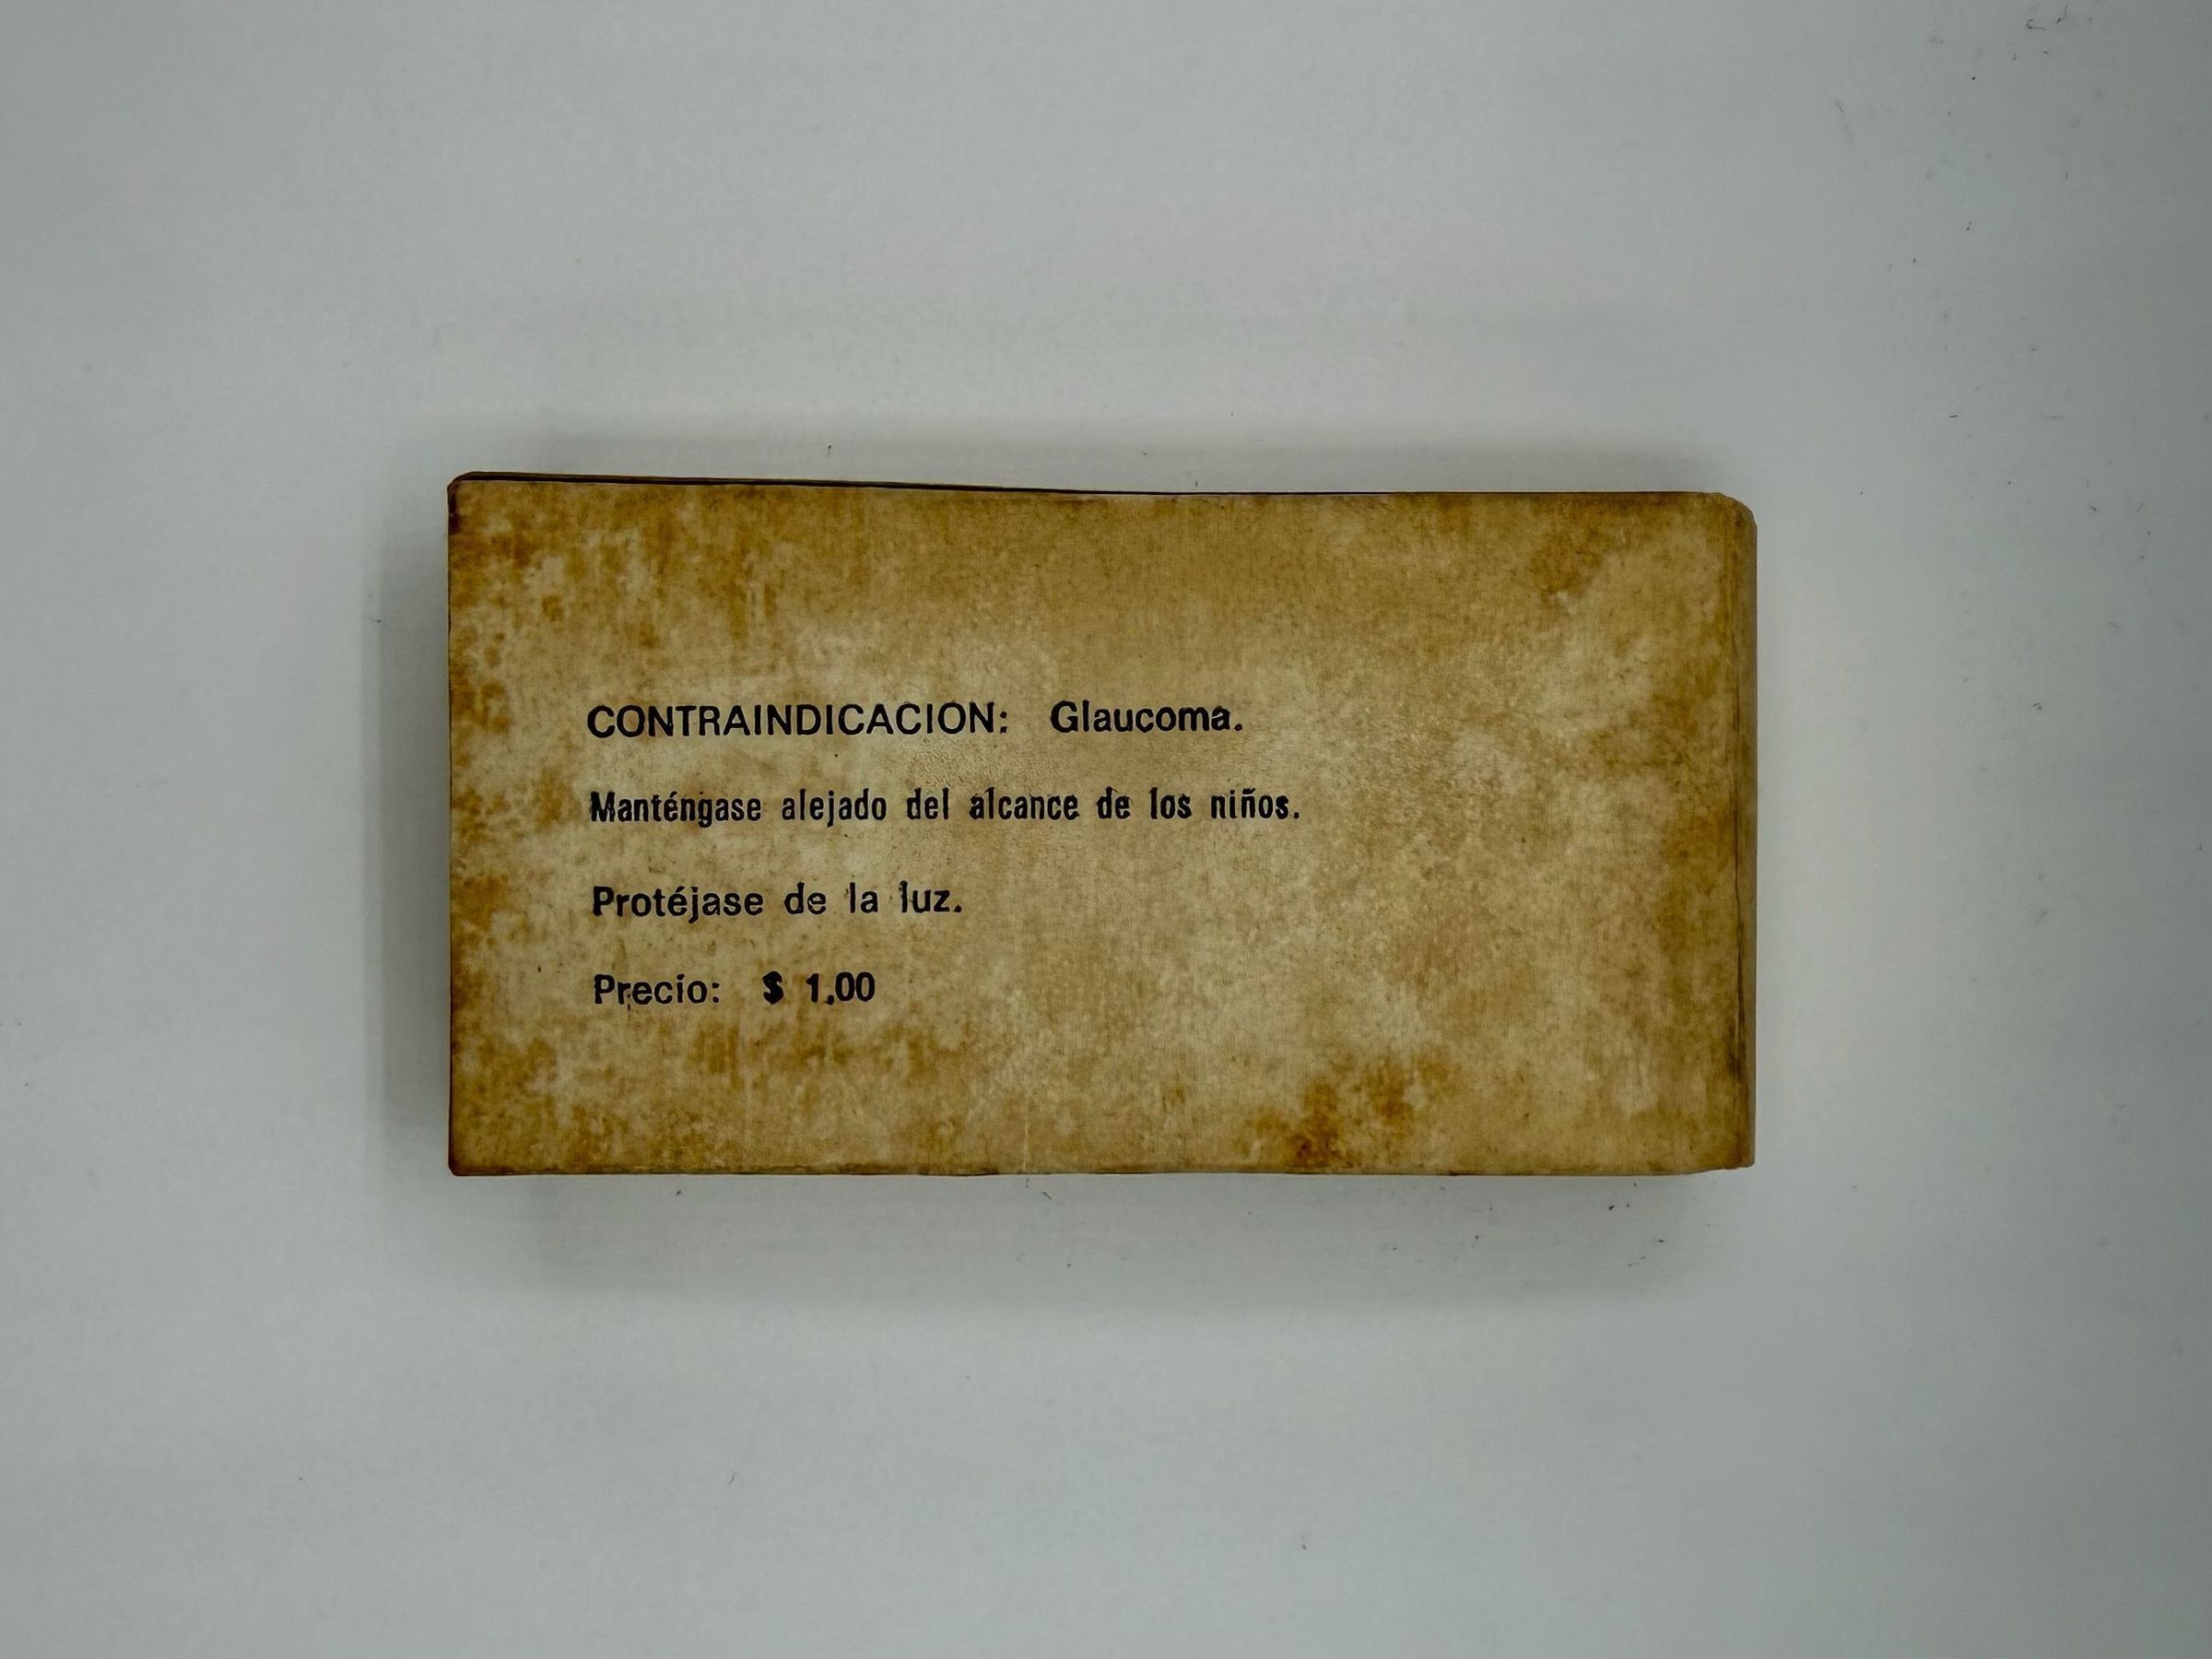 CONTRAINDICACION: Glaucoma.
Manténgase alejado del alcance de los niños.
Protéjase de la luz.
Precio: $ 1.00